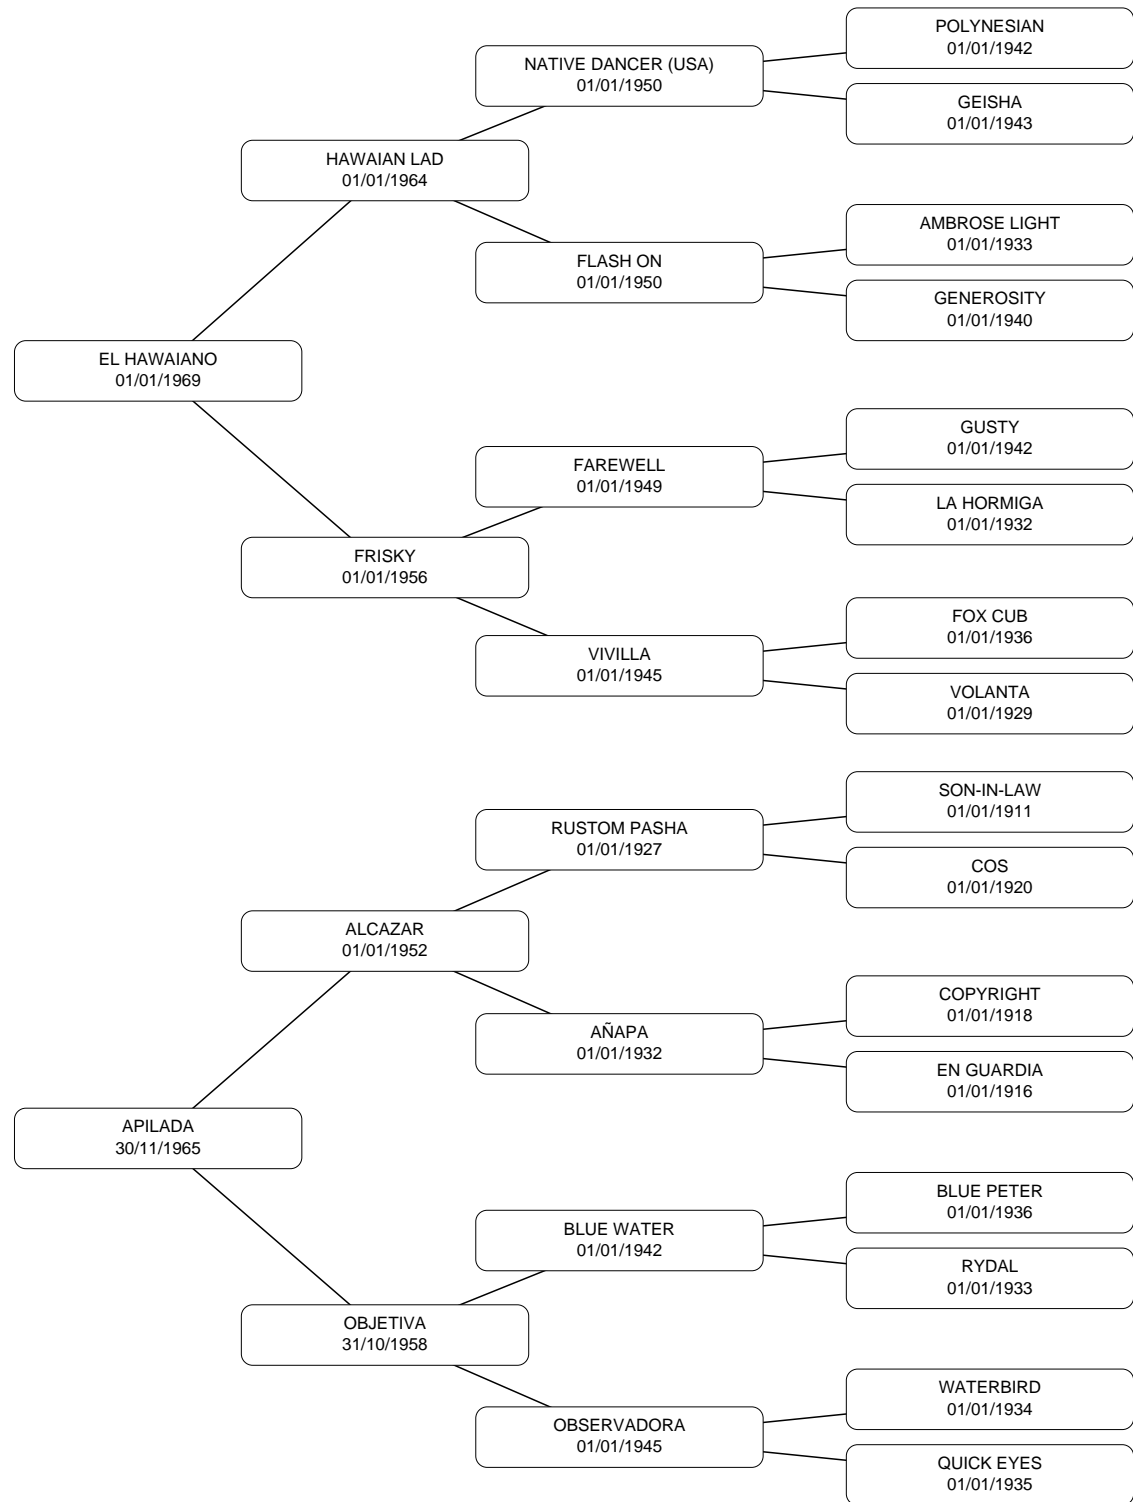 POLYNESIAN
01/01/1942
NATIVE DANCER (USA)
01/01/1950
GEISHA
01/01/1943
HAWAIAN LAD
01/01/1964
AMBROSE LIGHT
01/01/1933
FLASH ON
01/01/1950
GENEROSITY
01/01/1940
EL HAWAIANO
01/01/1969
GUSTY
01/01/1942
FAREWELL
01/01/1949
LA HORMIGA
01/01/1932
FRISKY
01/01/1956
FOX CUB
01/01/1936
VIVILLA
01/01/1945
VOLANTA
01/01/1929
SON-IN-LAW
01/01/1911
RUSTOM PASHA
01/01/1927
COS
01/01/1920
ALCAZAR
01/01/1952
COPYRIGHT
01/01/1918
AÑAPA
01/01/1932
EN GUARDIA
01/01/1916
APILADA
30/11/1965
BLUE PETER
01/01/1936
BLUE WATER
01/01/1942
RYDAL
01/01/1933
OBJETIVA
31/10/1958
WATERBIRD
01/01/1934
OBSERVADORA
01/01/1945
QUICK EYES
01/01/1935